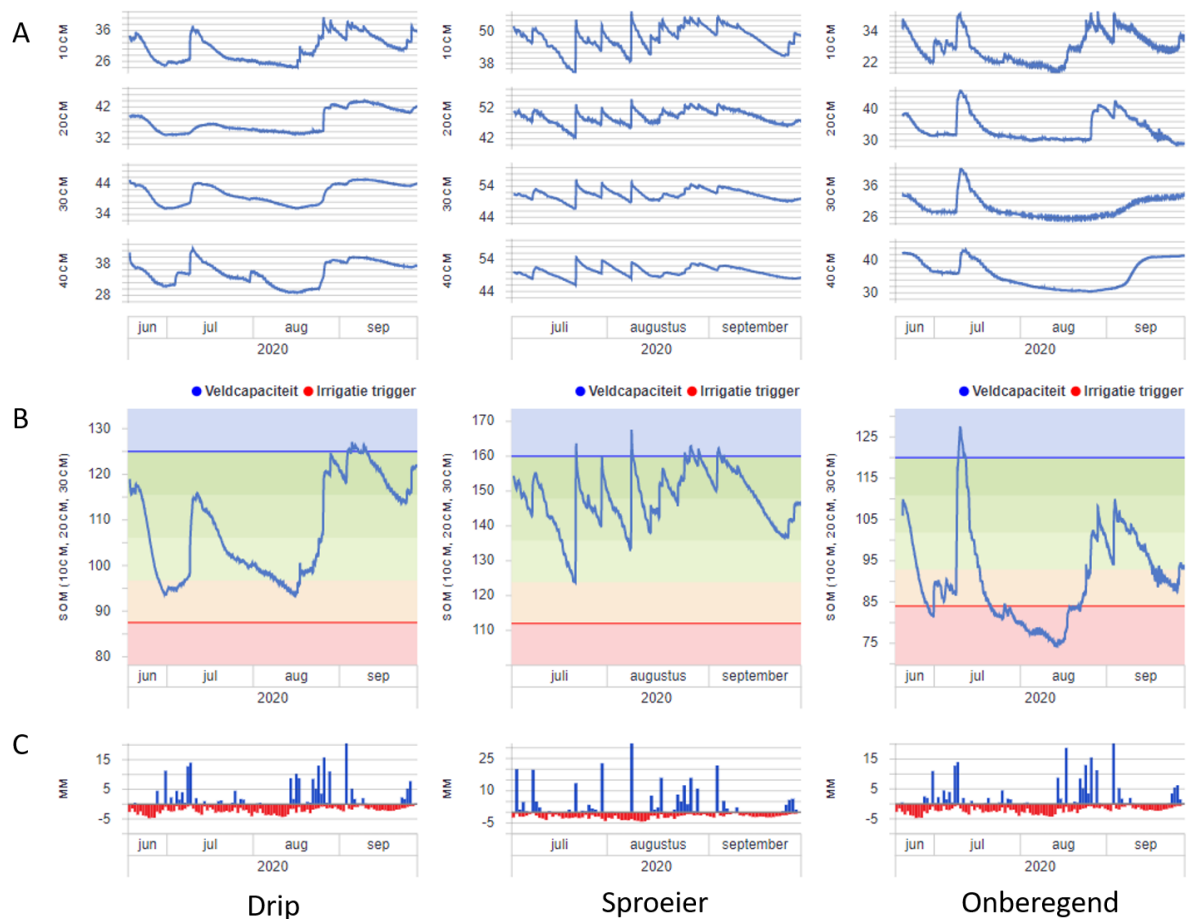 A
10CM
36
26
10CM
50
38
10CM
34
22
20CM
42
32
20CM
52
42
20CM
40
30
30CM
44
34
30CM
54
44
30CM
36
26
40CM
38
28
40CM
54
44
40CM
40
30
jun jul aug sep
2020
juli augustus september
2020
jun jul aug sep
2020
B
Veldcapaciteit Irrigatie trigger
SOM (10CM, 20CM, 30CM)
130
120
110
100
90
80
jun jul aug sep
2020
Veldcapaciteit Irrigatie trigger
SOM (10CM, 20CM, 30CM)
170
160
150
140
130
120
110
juli augustus september
2020
Veldcapaciteit Irrigatie trigger
SOM (10CM, 20CM, 30CM)
125
115
105
95
85
75
jun jul aug sep
2020
C
MM
15
5
-5
jun jul aug sep
2020
MM
25
10
-5
juli augustus september
2020
MM
15
5
-5
jun jul aug sep
2020
Drip Sproeier Onberegend